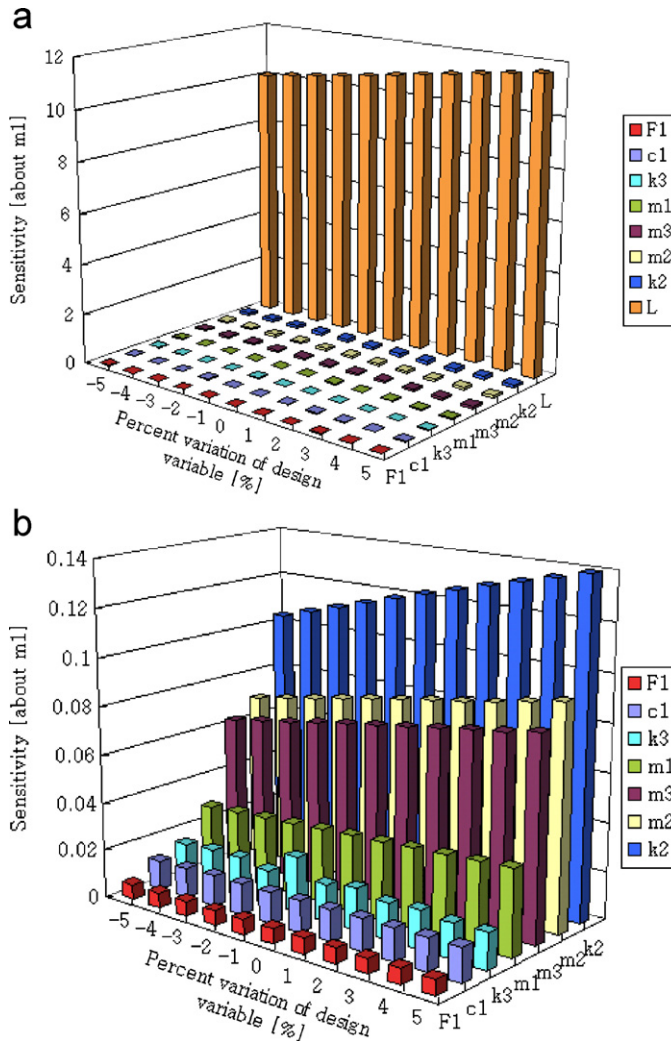 a
12
10
8
6
4
2
0
Sensitivity [about m1]
-5 -4 -3 -2 -1 0 1 2 3 4 5
Percent variation of design
variable [%]
F1 c1 k3 m1 m3 m2 k2 L
F1
c1
k3
m1
m3
m2
k2
L
b
0.14
0.12
0.1
0.08
0.06
0.04
0.02
0
Sensitivity [about m1]
-5 -4 -3 -2 -1 0 1 2 3 4 5
Percent variation of design
variable [%]
F1 c1 k3 m1 m3 m2 k2
F1
c1
k3
m1
m3
m2
k2